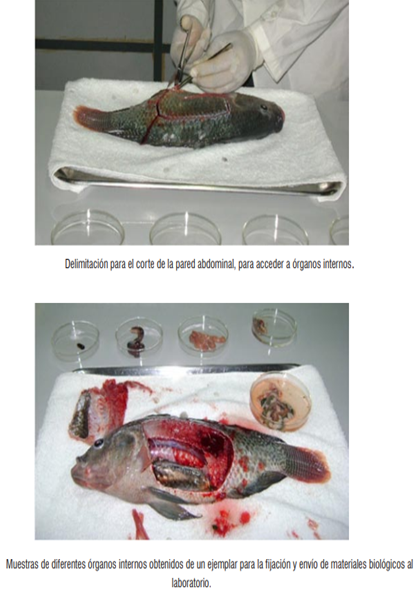 Delimitación para el corte de la pared abdominal, para acceder a órganos internos.
Muestras de diferentes órganos internos obtenidos de un ejemplar para la fijación y envío de materiales biológicos al
laboratorio.